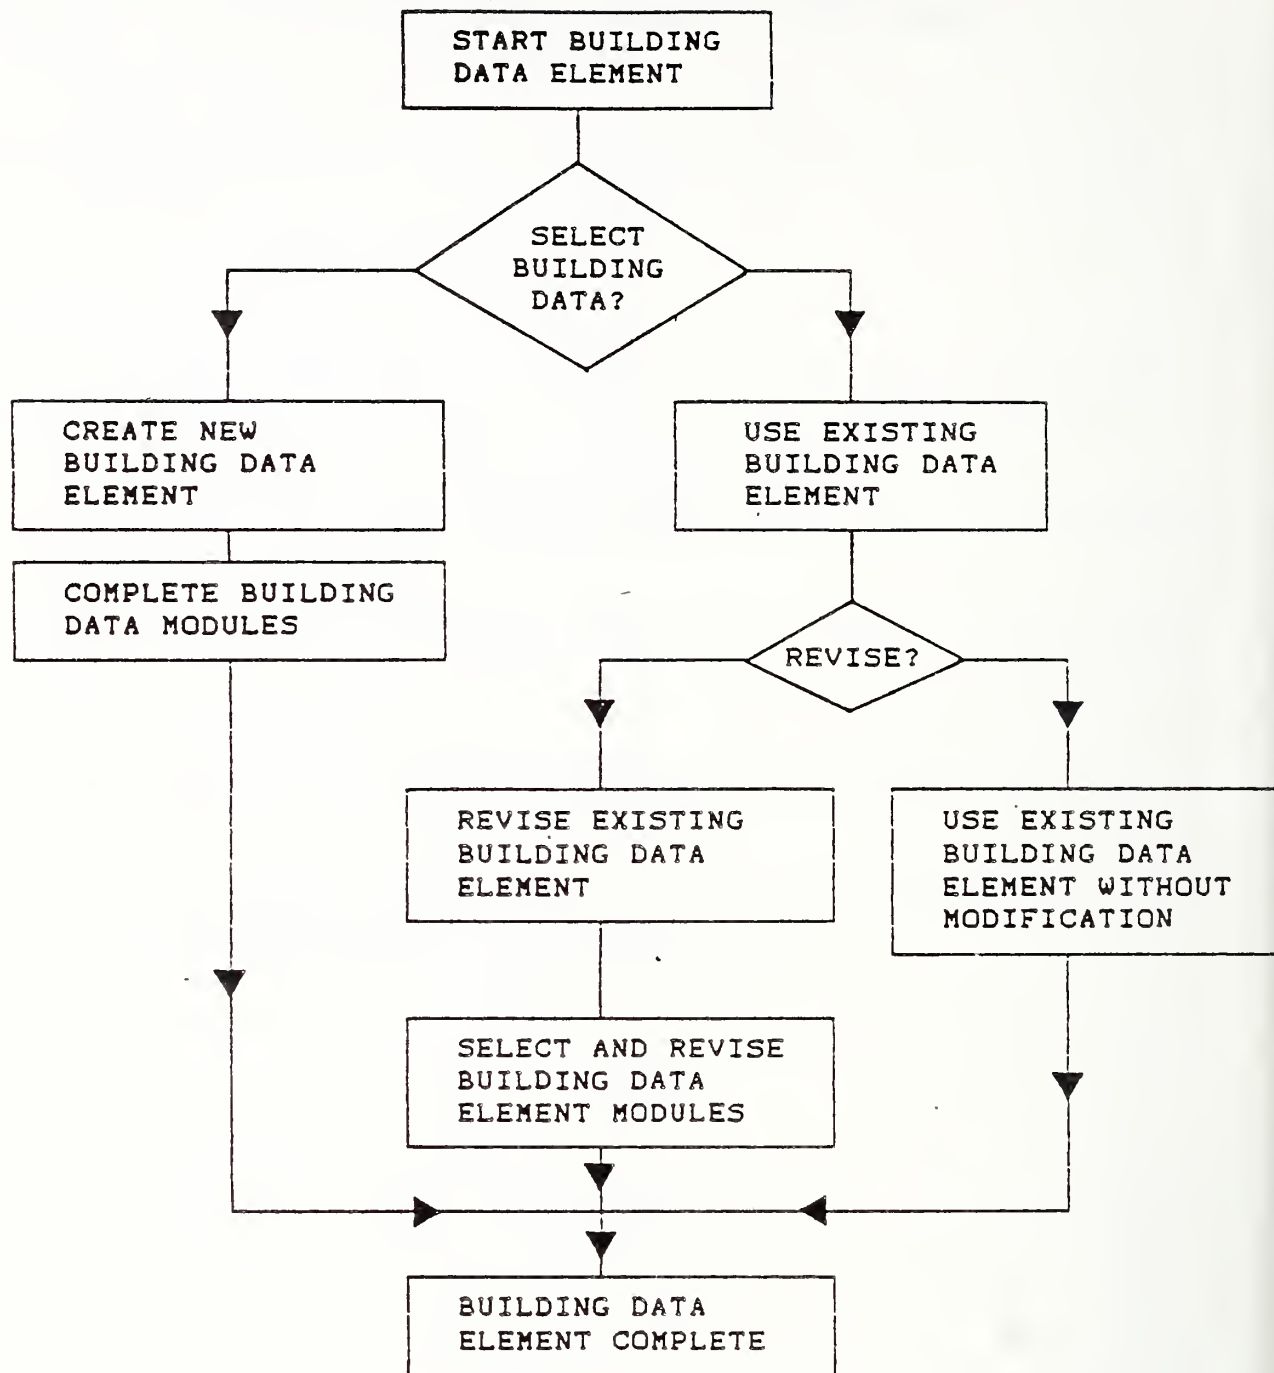 START BUILDING
DATA ELEMENT
SELECT
BUILDING
DATA?
CREATE NEW
BUILDING DATA
ELEMENT
USE EXISTING
BUILDING DATA
ELEMENT
COMPLETE BUILDING
DATA MODULES
REVISE?
REVISE EXISTING
BUILDING DATA
ELEMENT
USE EXISTING
BUILDING DATA
ELEMENT WITHOUT
MODIFICATION
SELECT AND REVISE
BUILDING DATA
ELEMENT MODULES
BUILDING DATA
ELEMENT COMPLETE